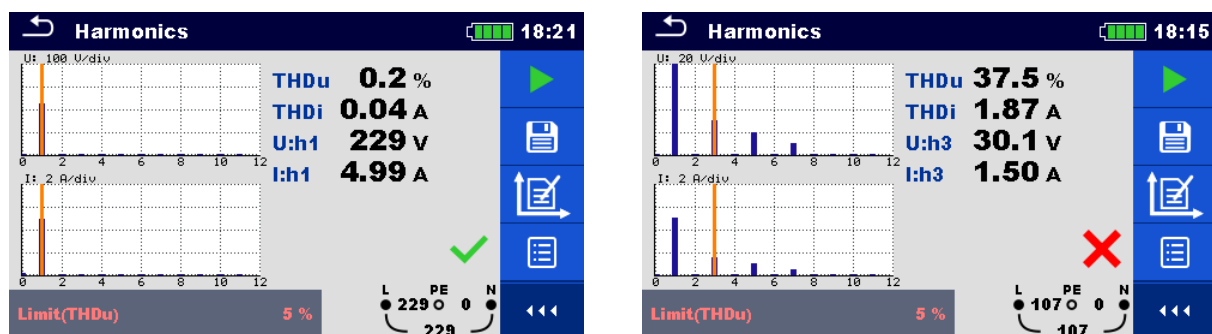 Harmonics 18:21
U: 100 V/div
THDu 0.2 %
THDi 0.04 A
U:h1 229 V
I:h1 4.99 A
0 2 4 6 8 10 12
I: 2 A/div
0 2 4 6 8 10 12
Limit(THDu) 5 %
L PE N
229 0
229
Harmonics 18:15
U: 20 V/div
THDu 37.5 %
THDi 1.87 A
U:h3 30.1 V
I:h3 1.50 A
0 2 4 6 8 10 12
I: 2 A/div
0 2 4 6 8 10 12
Limit(THDu) 5 %
L PE N
107 0
107